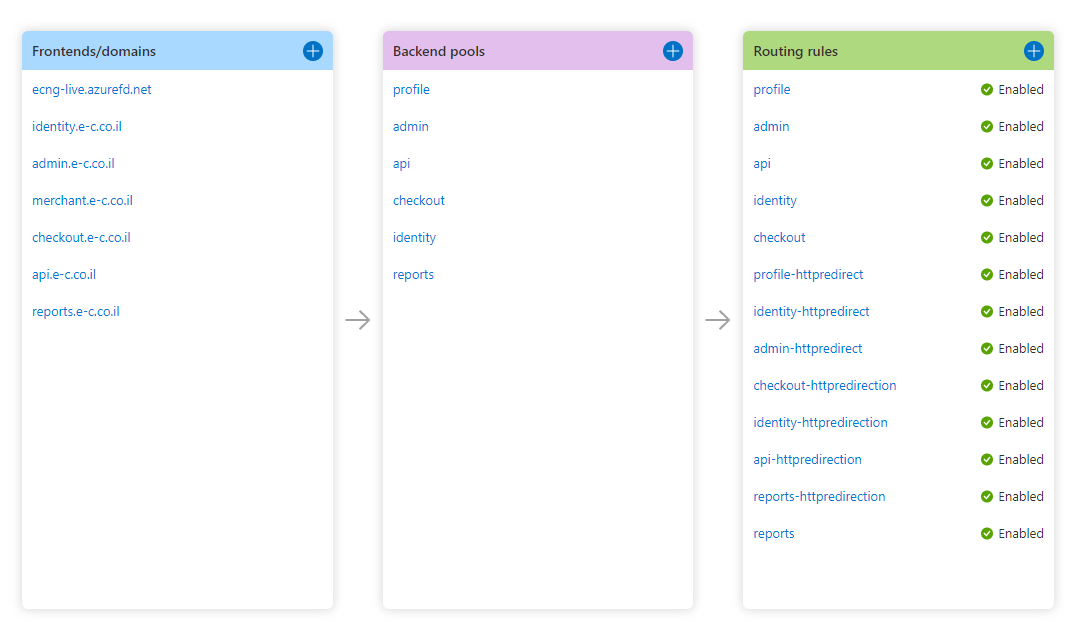 Frontends/domains
ecng-live.azurefd.net
identity.e-c.co.il
admin.e-c.co.il
merchant.e-c.co.il
checkout.e-c.co.il
api.e-c.co.il
reports.e-c.co.il
Backend pools
profile
admin
api
checkout
identity
reports
Routing rules
profile Enabled
admin Enabled
api Enabled
identity Enabled
checkout Enabled
profile-httpredirect Enabled
identity-httpredirect Enabled
admin-httpredirect Enabled
checkout-httpredirection Enabled
identity-httpredirection Enabled
api-httpredirection Enabled
reports-httpredirection Enabled
reports Enabled